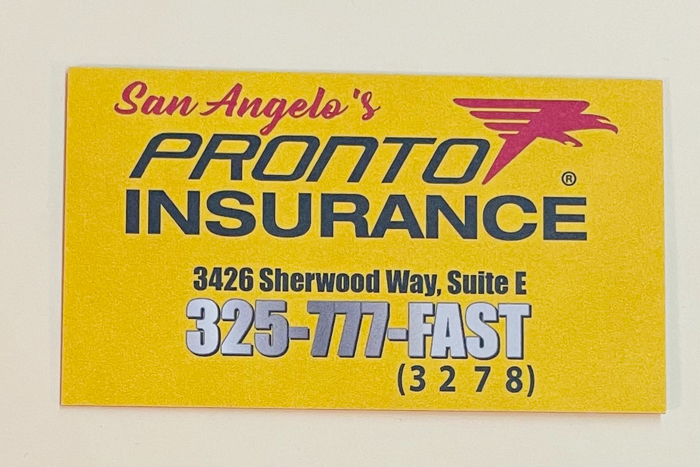 San Angelo's
PRONTO
®
INSURANCE
3426 Sherwood Way, Suite E
325-777-FAST
(3278)